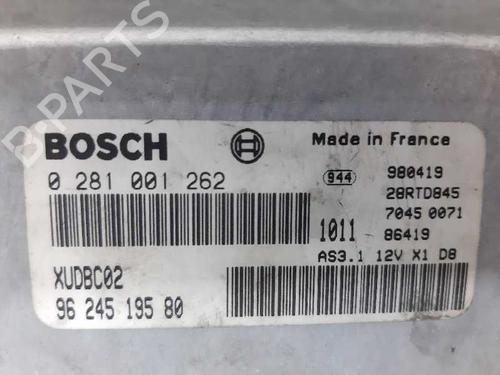 B-PARTS
BOSCH
Made in France
0 281 001 262
944 980419
28RTD845
7045 0071
1011 86419
AS3.1 12V X1 D8
XUDBC02
96 245 195 80